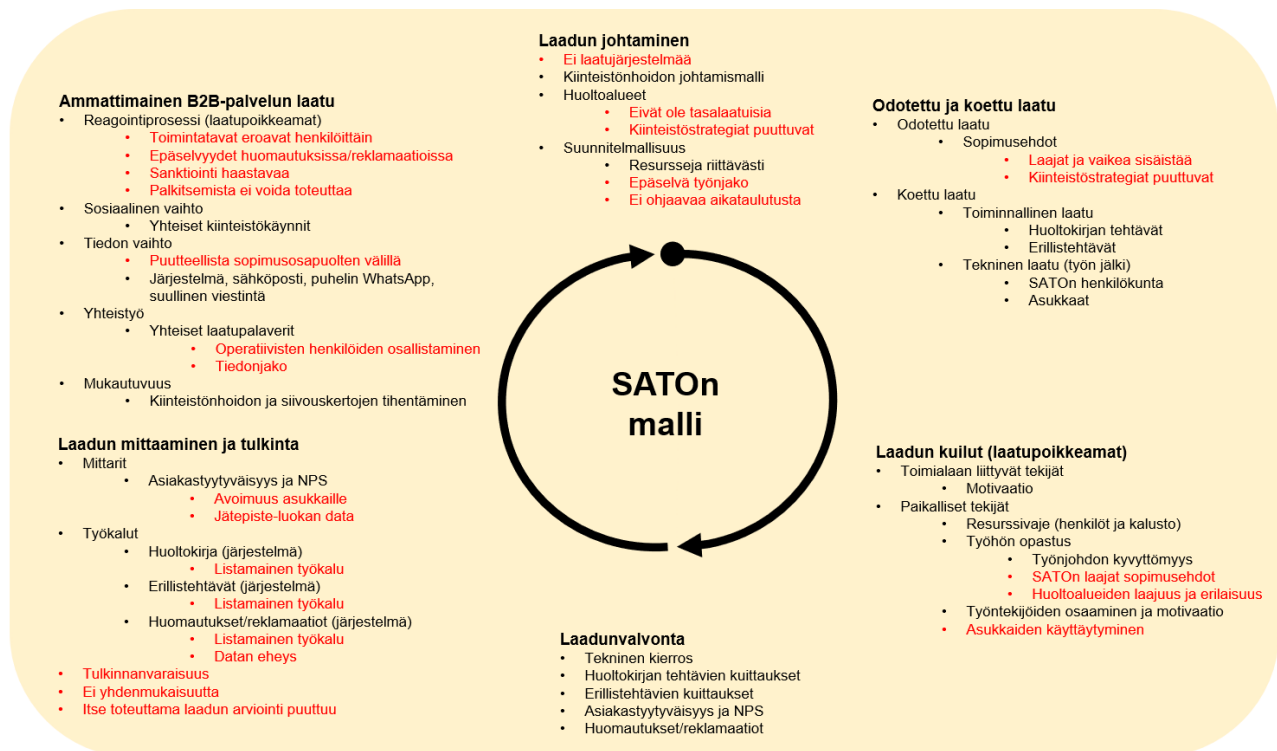 Laadun johtaminen
• Ei laatujärjestelmää
• Kiinteistönhoidon johtamismalli
• Huoltoalueet
• Eivät ole tasalaatuisia
• Kiinteistöstrategiat puuttuvat
• Suunnitelmallisuus
• Resursseja riittävästi
• Epäselvä työnjako
• Ei ohjaavaa aikataulutusta
Odotettu ja koettu laatu
• Odotettu laatu
• Sopimusehdot
• Laajat ja vaikea sisäistää
• Kiinteistöstrategiat puuttuvat
• Koettu laatu
• Toiminnallinen laatu
• Huoltokirjan tehtävät
• Erillistehtävät
• Tekninen laatu (työn jälki)
• SATOn henkilökunta
• Asukkaat
Laadun kuilut (laatupoikkeamat)
• Toimialaan liittyvät tekijät
• Motivaatio
• Paikalliset tekijät
• Resurssivaje (henkilöt ja kalusto)
• Työhön opastus
• Työnjohdon kyvyttömyys
• SATOn laajat sopimusehdot
• Huoltoalueiden laajuus ja erilaisuus
• Työntekijöiden osaaminen ja motivaatio
• Asukkaiden käyttäytyminen
Laadunvalvonta
• Tekninen kierros
• Huoltokirjan tehtävien kuittaukset
• Erillistehtävien kuittaukset
• Asiakastyytyväisyys ja NPS
• Huomautukset/reklamaatiot
Laadun mittaaminen ja tulkinta
• Mittarit
• Asiakastyytyväisyys ja NPS
• Avoimuus asukkaille
• Jätepiste-luokan data
• Työkalut
• Huoltokirja (järjestelmä)
• Listamainen työkalu
• Erillistehtävät (järjestelmä)
• Listamainen työkalu
• Huomautukset/reklamaatiot (järjestelmä)
• Listamainen työkalu
• Datan eheys
• Tulkinnanvaraisuus
• Ei yhdenmukaisuutta
• Itse toteuttama laadun arviointi puuttuu
Ammattimainen B2B-palvelun laatu
• Reagointiprosessi (laatupoikkeamat)
• Toimintatavat eroavat henkilöittäin
• Epäselvyydet huomautuksissa/reklamaatioissa
• Sanktiointi haastavaa
• Palkitsemista ei voida toteuttaa
• Sosiaalinen vaihto
• Yhteiset kiinteistökäynnit
• Tiedon vaihto
• Puutteellista sopimusosapuolten välillä
• Järjestelmä, sähköposti, puhelin WhatsApp,
suullinen viestintä
• Yhteistyö
• Yhteiset laatupalaverit
• Operatiivisten henkilöiden osallistaminen
• Tiedonjako
• Mukautuvuus
• Kiinteistönhoidon ja siivouskertojen tihentäminen
SATOn
malli